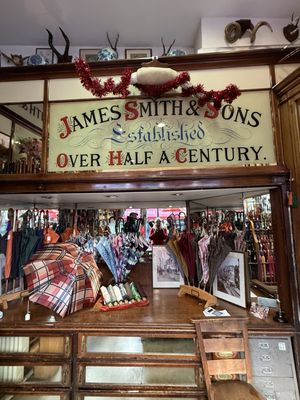 JAMES SMITH & SONS
Established
OVER HALF A CENTURY.